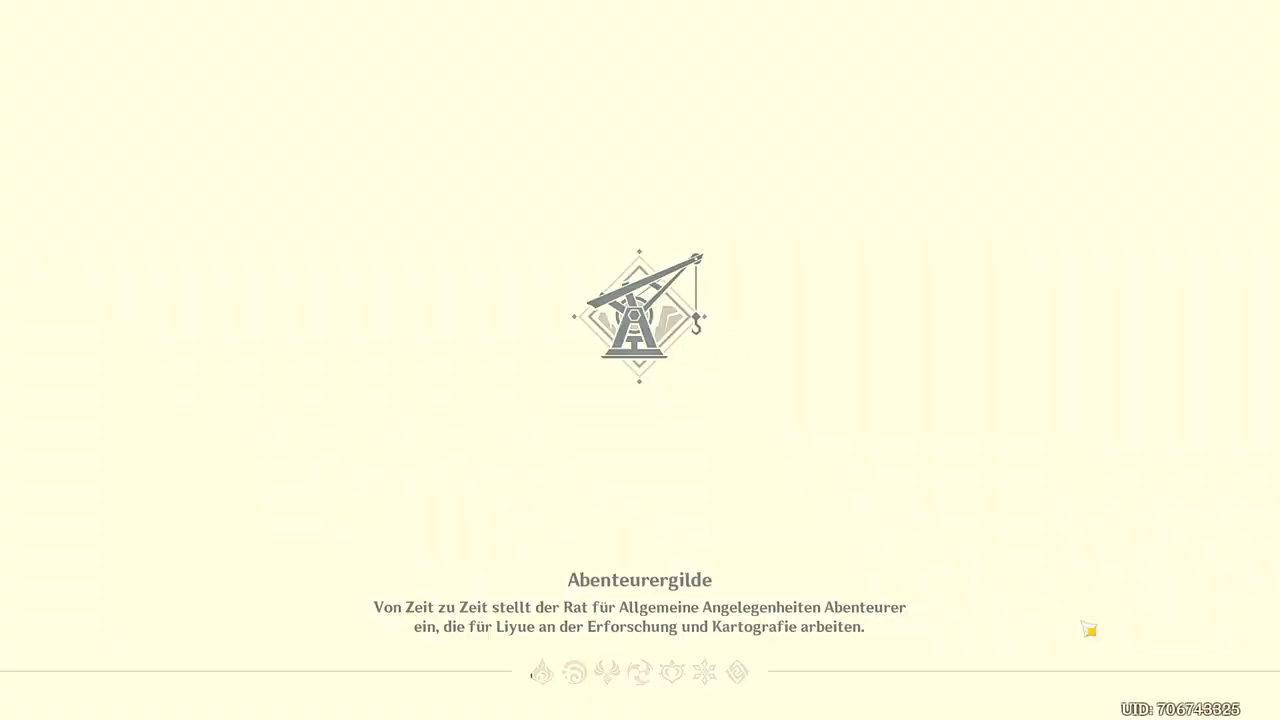 Abenteurergilde
Von Zeit zu Zeit stellt der Rat für Allgemeine Angelegenheiten Abenteurer
ein, die für Liyue an der Erforschung und Kartografie arbeiten.
UID: 706743325